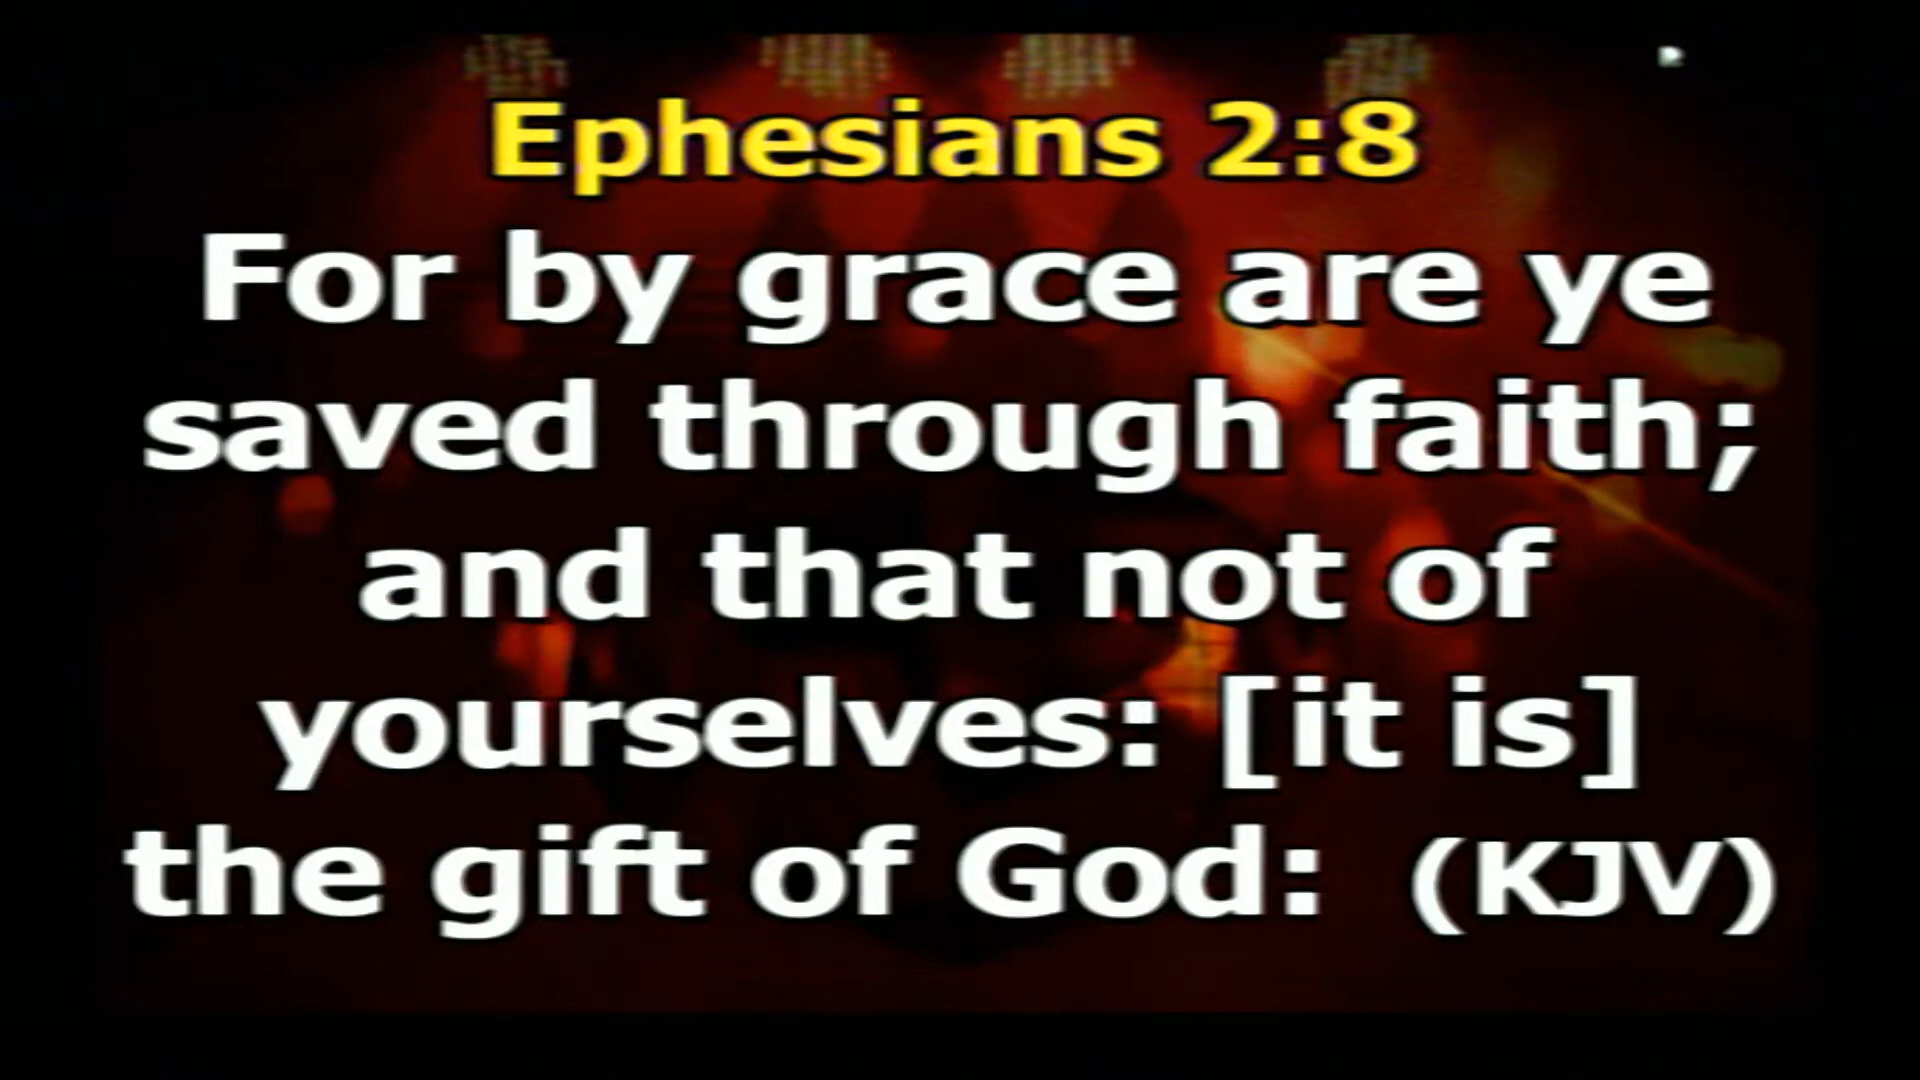 Ephesians 2:8
For by grace are ye
saved through faith;
and that not of
yourselves: [it is]
the gift of God: (KJV)